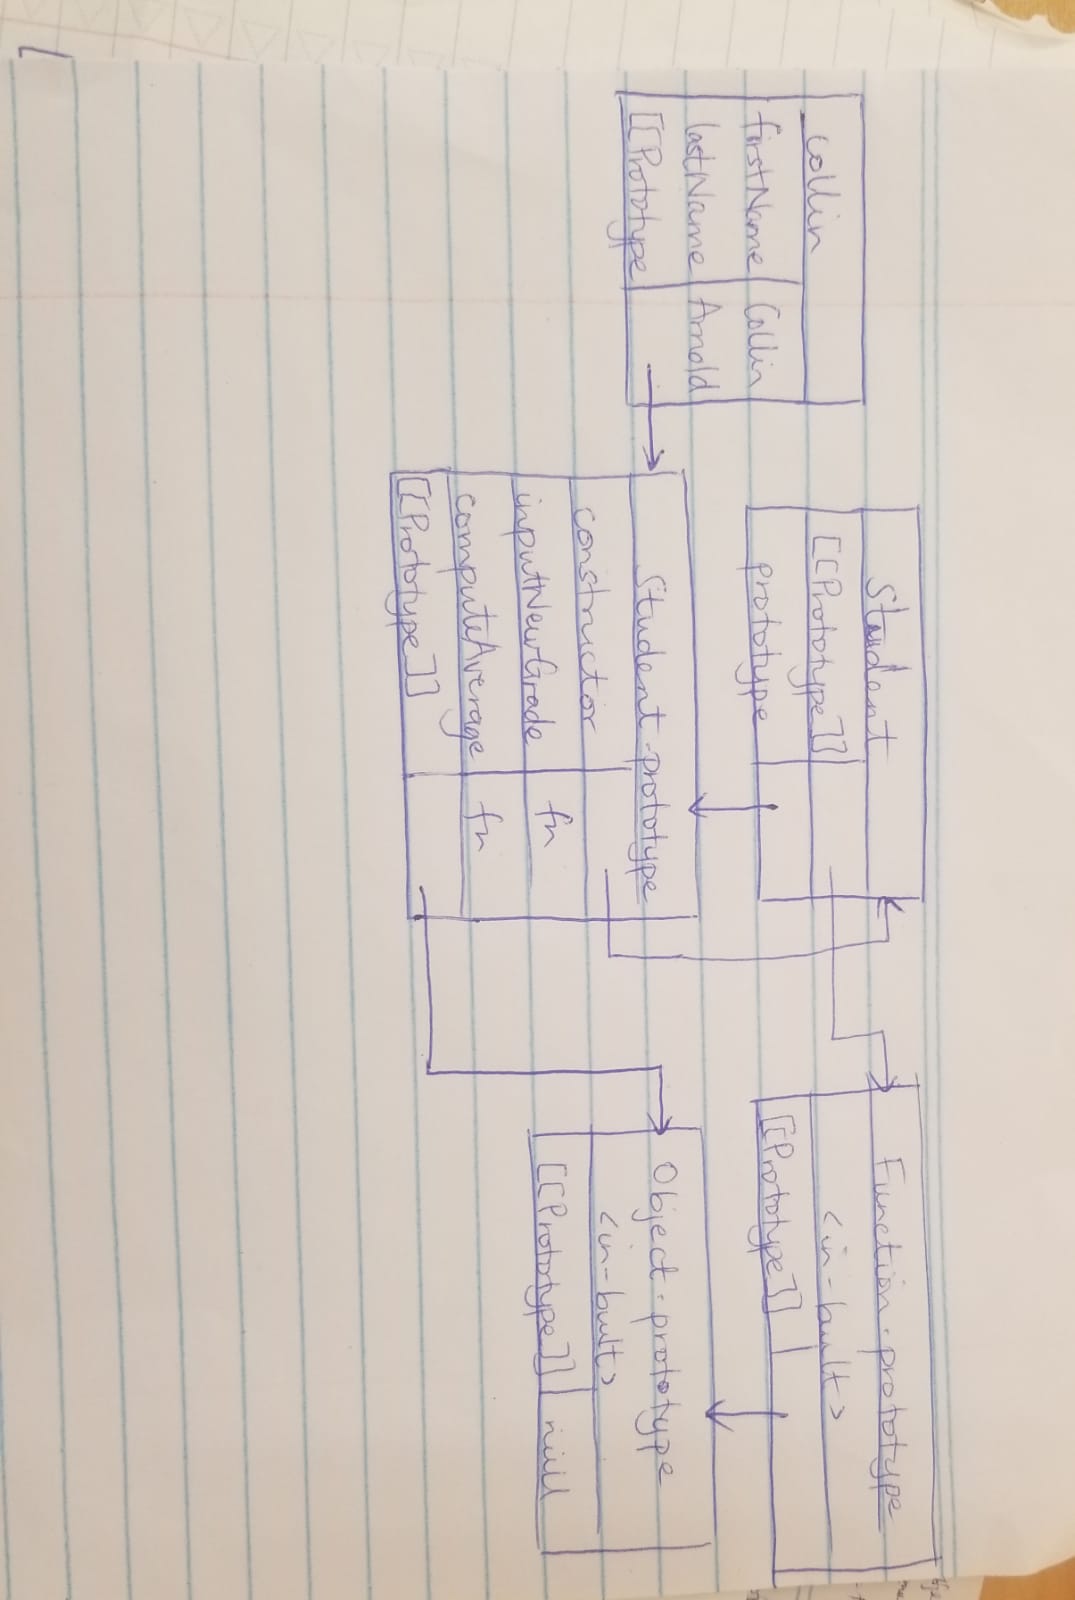 Collin
firstName Collin
lastName Arnold
[[Prototype
Student
[[Prototype]]
prototype
Student.prototype
constructor
inputNewGrade fn
computeAverage fn
[[Prototype]]
Function.prototype
<in-built>
[[Prototype]]
Object.prototype
<in-built>
[[Prototype]] null